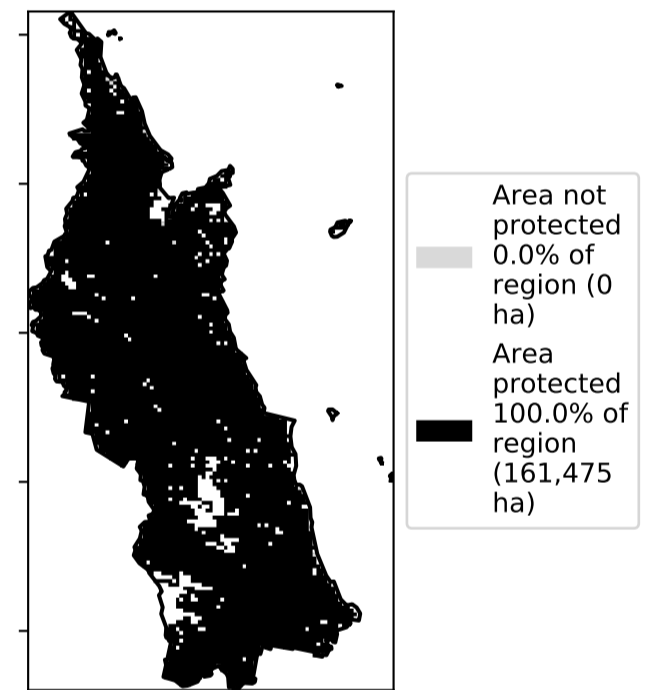 Area not
protected
0.0% of
region (0
ha)
Area
protected
100.0% of
region
(161,475
ha)